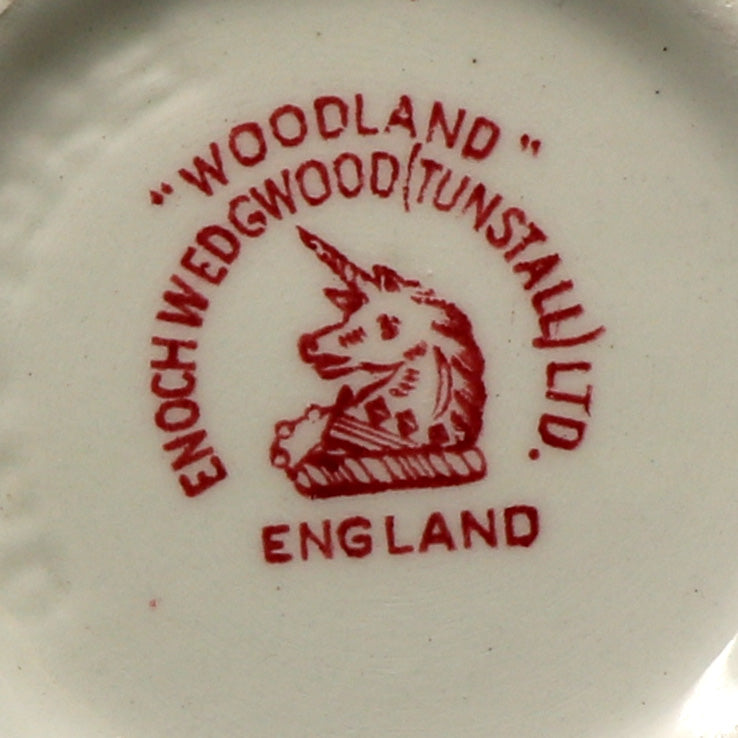 "WOODLAND"
ENOCH WEDGWOOD (TUNSTALL) LTD.
ENGLAND